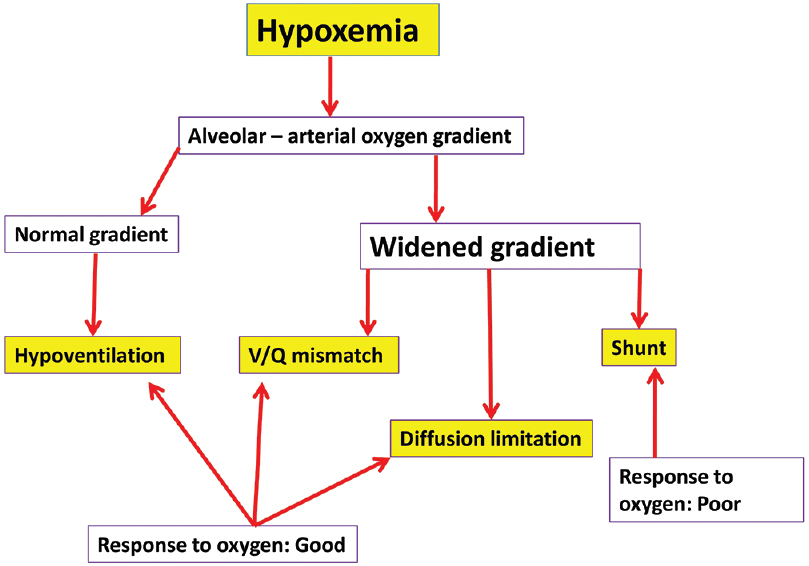 Hypoxemia
Alveolar – arterial oxygen gradient
Normal gradient
Widened gradient
Hypoventilation
V/Q mismatch
Shunt
Diffusion limitation
Response to
oxygen: Poor
Response to oxygen: Good